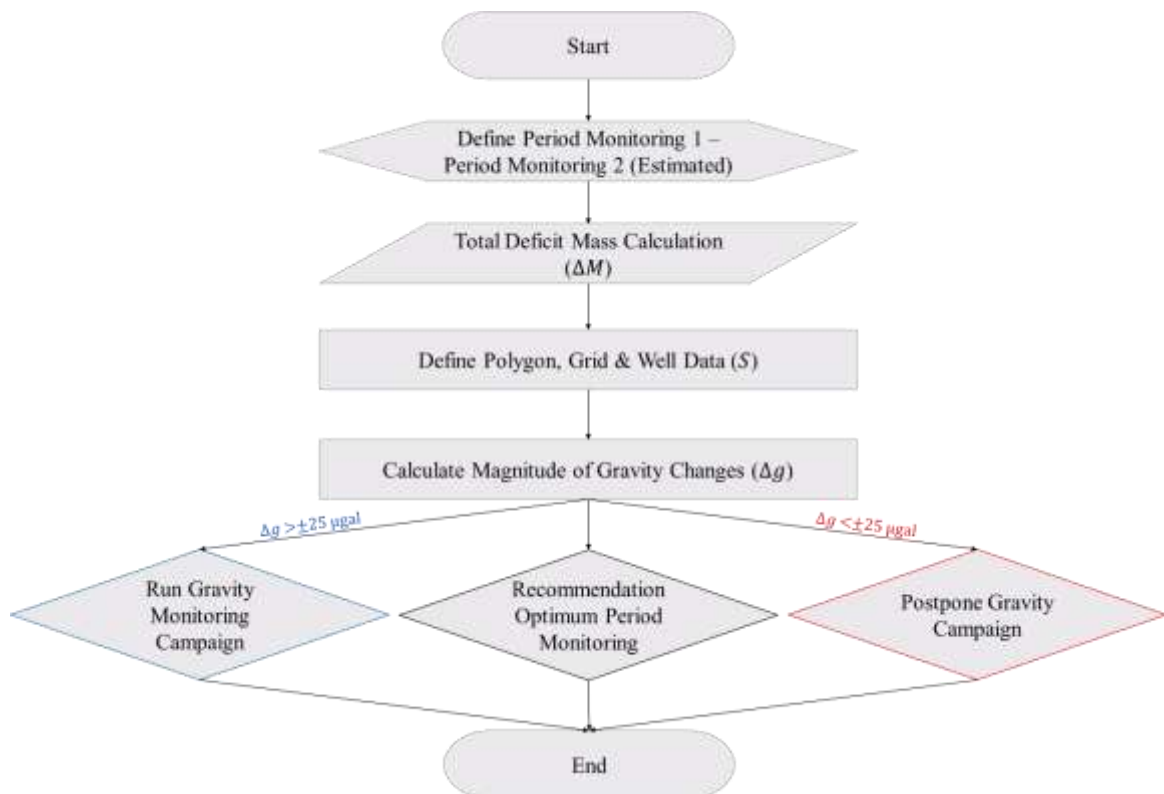 Start
Define Period Monitoring 1 –
Period Monitoring 2 (Estimated)
Total Deficit Mass Calculation
(ΔM)
Define Polygon, Grid & Well Data (S)
Calculate Magnitude of Gravity Changes (Δg)
Δg >±25 μgal
Δg <±25 μgal
Run Gravity
Monitoring
Campaign
Recommendation
Optimum Period
Monitoring
Postpone Gravity
Campaign
End